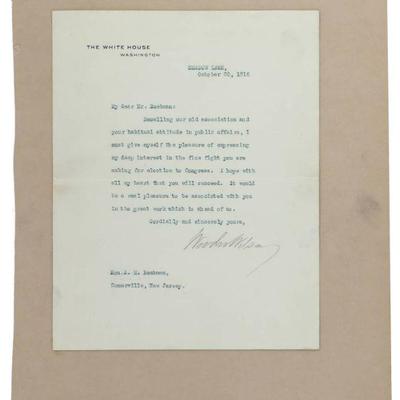 THE WHITE HOUSE
WASHINGTON
SHADOW LAWN,
October 20, 1916
My dear Mr.
Recalling our old association and
your habitual attitude in public affairs, I
must give myself the pleasure of expressing
my deep interest in the fine fight you are
making for election to Congress. I hope with
all my heart that you will succeed. It would
be a real pleasure to be associated with you
in the great work which is ahead of us.
Cordially and sincerely yours,
Woodrow Wilson
Hon.
Somerville, New Jersey.